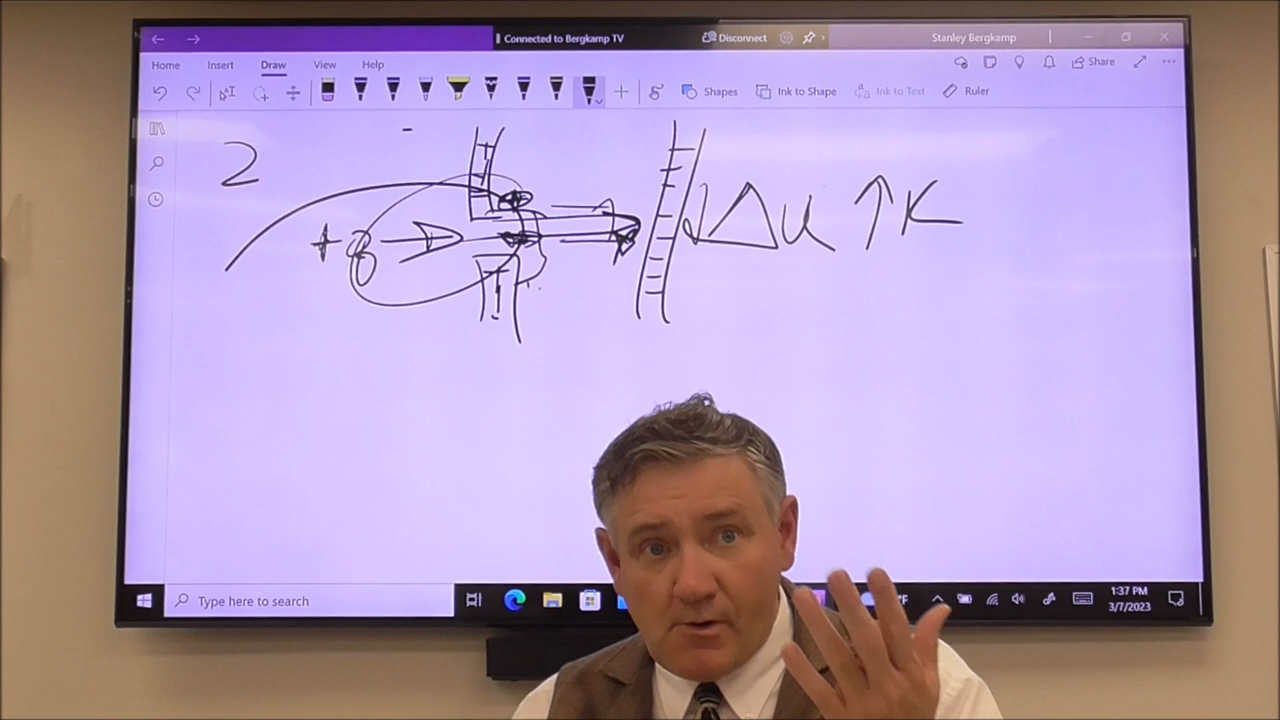 Connected to Bergkamp TV
Disconnect
Stanley Bergkamp
Home Insert Draw View Help
Share
Shapes
Ink to Shape
Ink to Text
Ruler
2
+
↓Δu ↑K
Type here to search
1:37 PM
3/7/2023